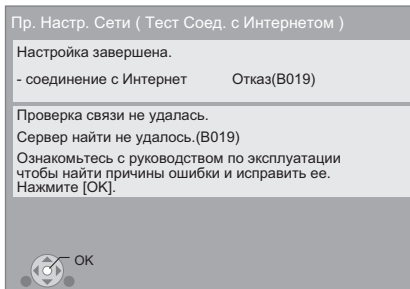 Пр. Настр. Сети ( Тест Соед. с Интернетом )
Настройка завершена.
- соединение с Интернет Отказ(B019)
Проверка связи не удалась.
Сервер найти не удалось.(B019)
Ознакомьтесь с руководством по эксплуатации
чтобы найти причины ошибки и исправить ее.
Нажмите [OK].
OK